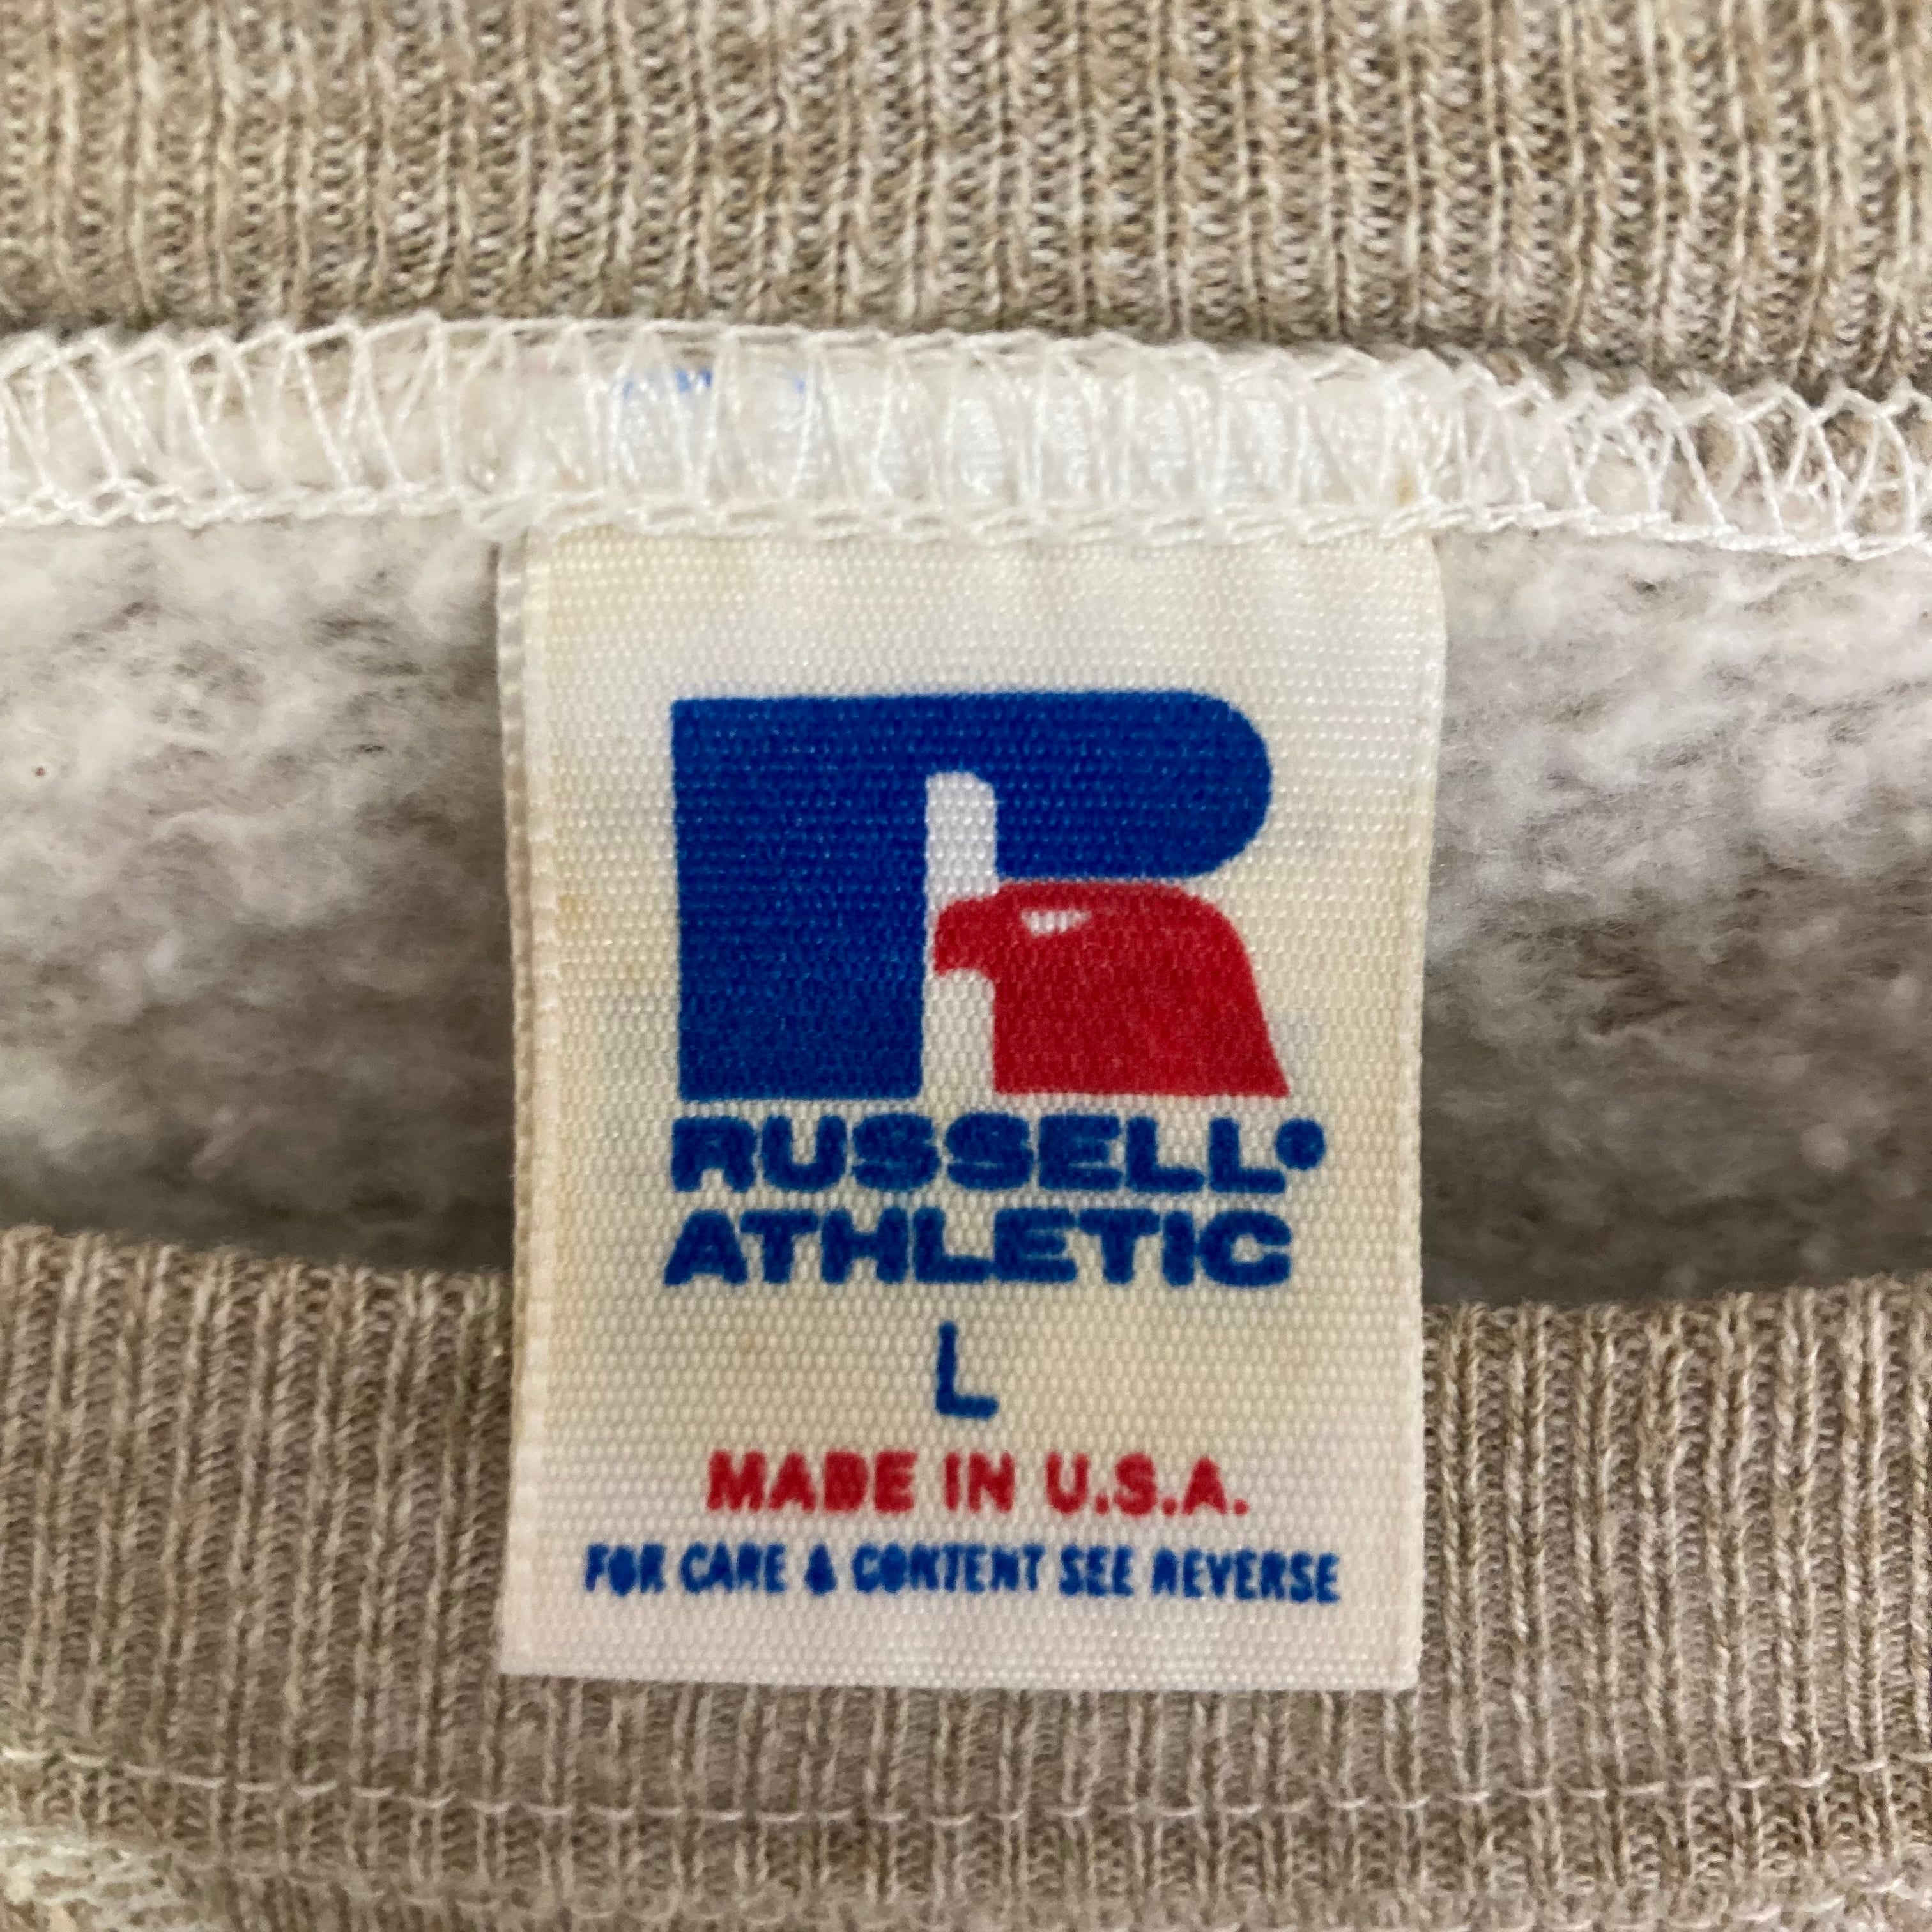 R
RUSSELL®
ATHLETIC
L
MADE IN U.S.A.
FOR CARE & CONTENT SEE REVERSE